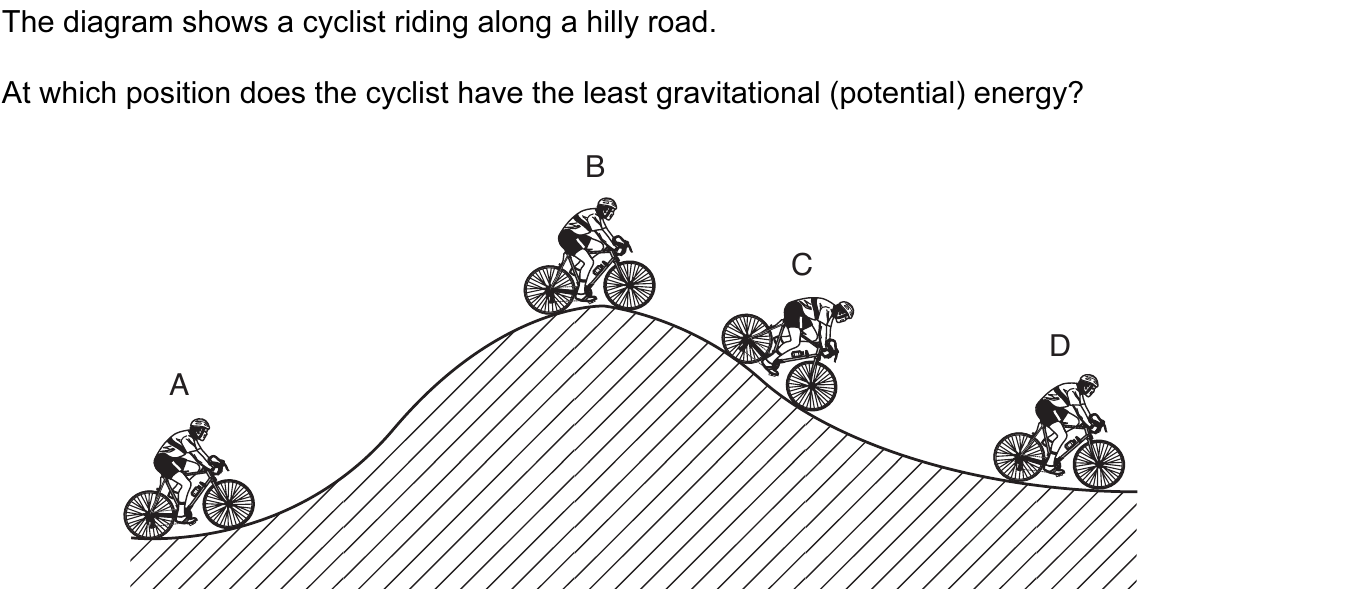 The diagram shows a cyclist riding along a hilly road.
At which position does the cyclist have the least gravitational (potential) energy?
B
C
D
A